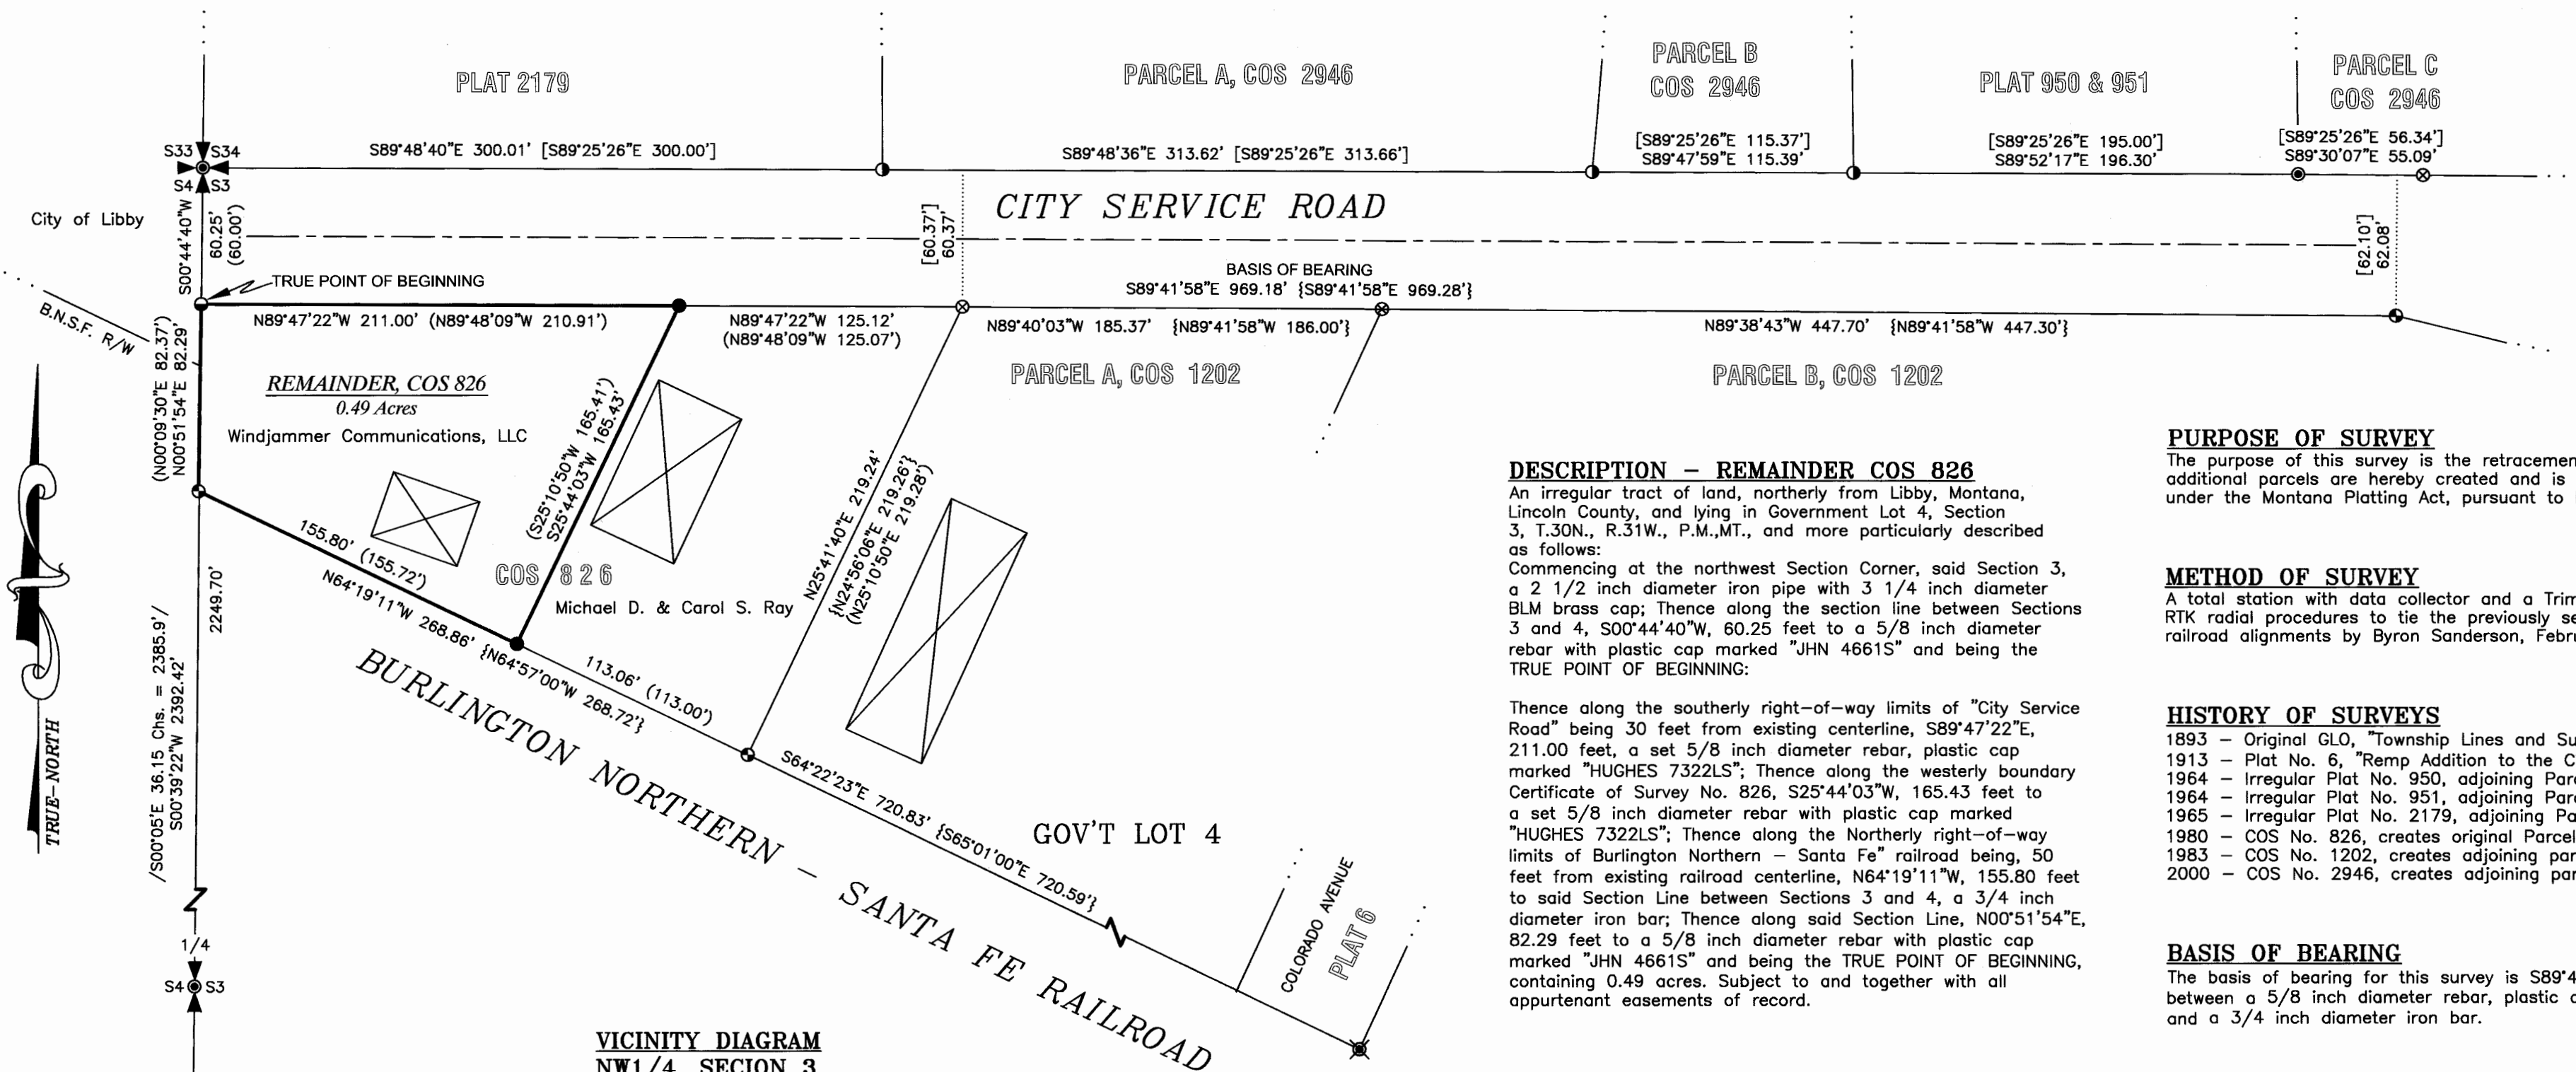 PLAT 2179
PARCEL A, COS 2946
PARCEL B
COS 2946
PLAT 950 & 951
PARCEL C
COS 2946
S33 S34
S4 S3
S89°48'40"E 300.01' [S89°25'26"E 300.00']
S89°48'36"E 313.62' [S89°25'26"E 313.66']
[S89°25'26"E 115.37']
S89°47'59"E 115.39'
[S89°25'26"E 195.00']
S89°52'17"E 196.30'
[S89°25'26"E 56.34']
S89°30'07"E 55.09'
City of Libby
S00°44'40"W
60.25'
(60.00')
[60.37']
60.37'
CITY SERVICE ROAD
[62.10']
62.08'
TRUE POINT OF BEGINNING
BASIS OF BEARING
S89°41'58"E 969.18' {S89°41'58"E 969.28'}
B.N.S.F. R/W
N89°47'22"W 211.00' (N89°48'09"W 210.91')
N89°47'22"W 125.12'
(N89°48'09"W 125.07')
N89°40'03"W 185.37' {N89°41'58"W 186.00'}
N89°38'43"W 447.70' {N89°41'58"W 447.30'}
(N00°09'30"E 82.37')
N00°51'54"E 82.29'
REMAINDER, COS 826
0.49 Acres
Windjammer Communications, LLC
(S25°10'50"W 165.41')
S25°44'03"W 165.43'
PARCEL A, COS 1202
PARCEL B, COS 1202
N25°41'40"E 219.24'
{N24°56'06"E 219.26'}
(N25°10'50"E 219.28')
155.80' (155.72')
N64°19'11"W 268.86' {N64°57'00"W 268.72'}
COS 826
Michael D. & Carol S. Ray
113.06' (113.00')
/S00°05'E 36.15 Chs. = 2385.9'/
S00°39'22"W 2392.42'
2249.70'
TRUE-NORTH
BURLINGTON NORTHERN - SANTA FE RAILROAD
S64°22'23"E 720.83' {S65°01'00"E 720.59'}
GOV'T LOT 4
COLORADO AVENUE
PLAT 6
1/4
S4 S3
VICINITY DIAGRAM
NW1/4, SECION 3
DESCRIPTION – REMAINDER COS 826
An irregular tract of land, northerly from Libby, Montana,
Lincoln County, and lying in Government Lot 4, Section
3, T.30N., R.31W., P.M.,MT., and more particularly described
as follows:
Commencing at the northwest Section Corner, said Section 3,
a 2 1/2 inch diameter iron pipe with 3 1/4 inch diameter
BLM brass cap; Thence along the section line between Sections
3 and 4, S00°44'40"W, 60.25 feet to a 5/8 inch diameter
rebar with plastic cap marked "JHN 4661S" and being the
TRUE POINT OF BEGINNING:
Thence along the southerly right-of-way limits of "City Service
Road" being 30 feet from existing centerline, S89°47'22"E,
211.00 feet, a set 5/8 inch diameter rebar, plastic cap
marked "HUGHES 7322LS"; Thence along the westerly boundary
Certificate of Survey No. 826, S25°44'03"W, 165.43 feet to
a set 5/8 inch diameter rebar with plastic cap marked
"HUGHES 7322LS"; Thence along the Northerly right-of-way
limits of Burlington Northern – Santa Fe" railroad being, 50
feet from existing railroad centerline, N64°19'11"W, 155.80 feet
to said Section Line between Sections 3 and 4, a 3/4 inch
diameter iron bar; Thence along said Section Line, N00°51'54"E,
82.29 feet to a 5/8 inch diameter rebar with plastic cap
marked "JHN 4661S" and being the TRUE POINT OF BEGINNING,
containing 0.49 acres. Subject to and together with all
appurtenant easements of record.
PURPOSE OF SURVEY
The purpose of this survey is the retracemen
additional parcels are hereby created and is
under the Montana Platting Act, pursuant to
METHOD OF SURVEY
A total station with data collector and a Trim
RTK radial procedures to tie the previously se
railroad alignments by Byron Sanderson, Febr
HISTORY OF SURVEYS
1893 – Original GLO, "Township Lines and Su
1913 – Plat No. 6, "Remp Addition to the C
1964 – Irregular Plat No. 950, adjoining Par
1964 – Irregular Plat No. 951, adjoining Par
1965 – Irregular Plat No. 2179, adjoining Pa
1980 – COS No. 826, creates original Parcel
1983 – COS No. 1202, creates adjoining par
2000 – COS No. 2946, creates adjoining par
BASIS OF BEARING
The basis of bearing for this survey is S89°4
between a 5/8 inch diameter rebar, plastic c
and a 3/4 inch diameter iron bar.